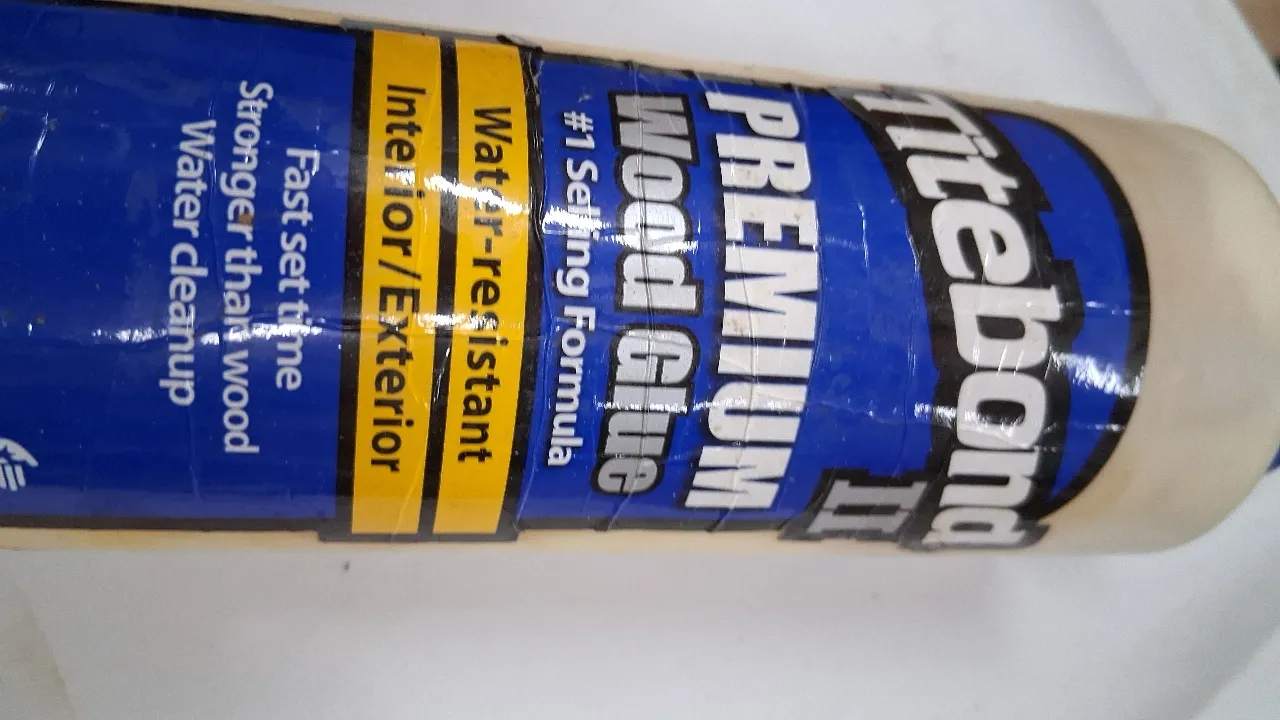 Titebond
II
PREMIUM
Wood Glue
#1 Selling Formula
Water-resistant
Interior/Exterior
Fast set time
Stronger than wood
Water cleanup